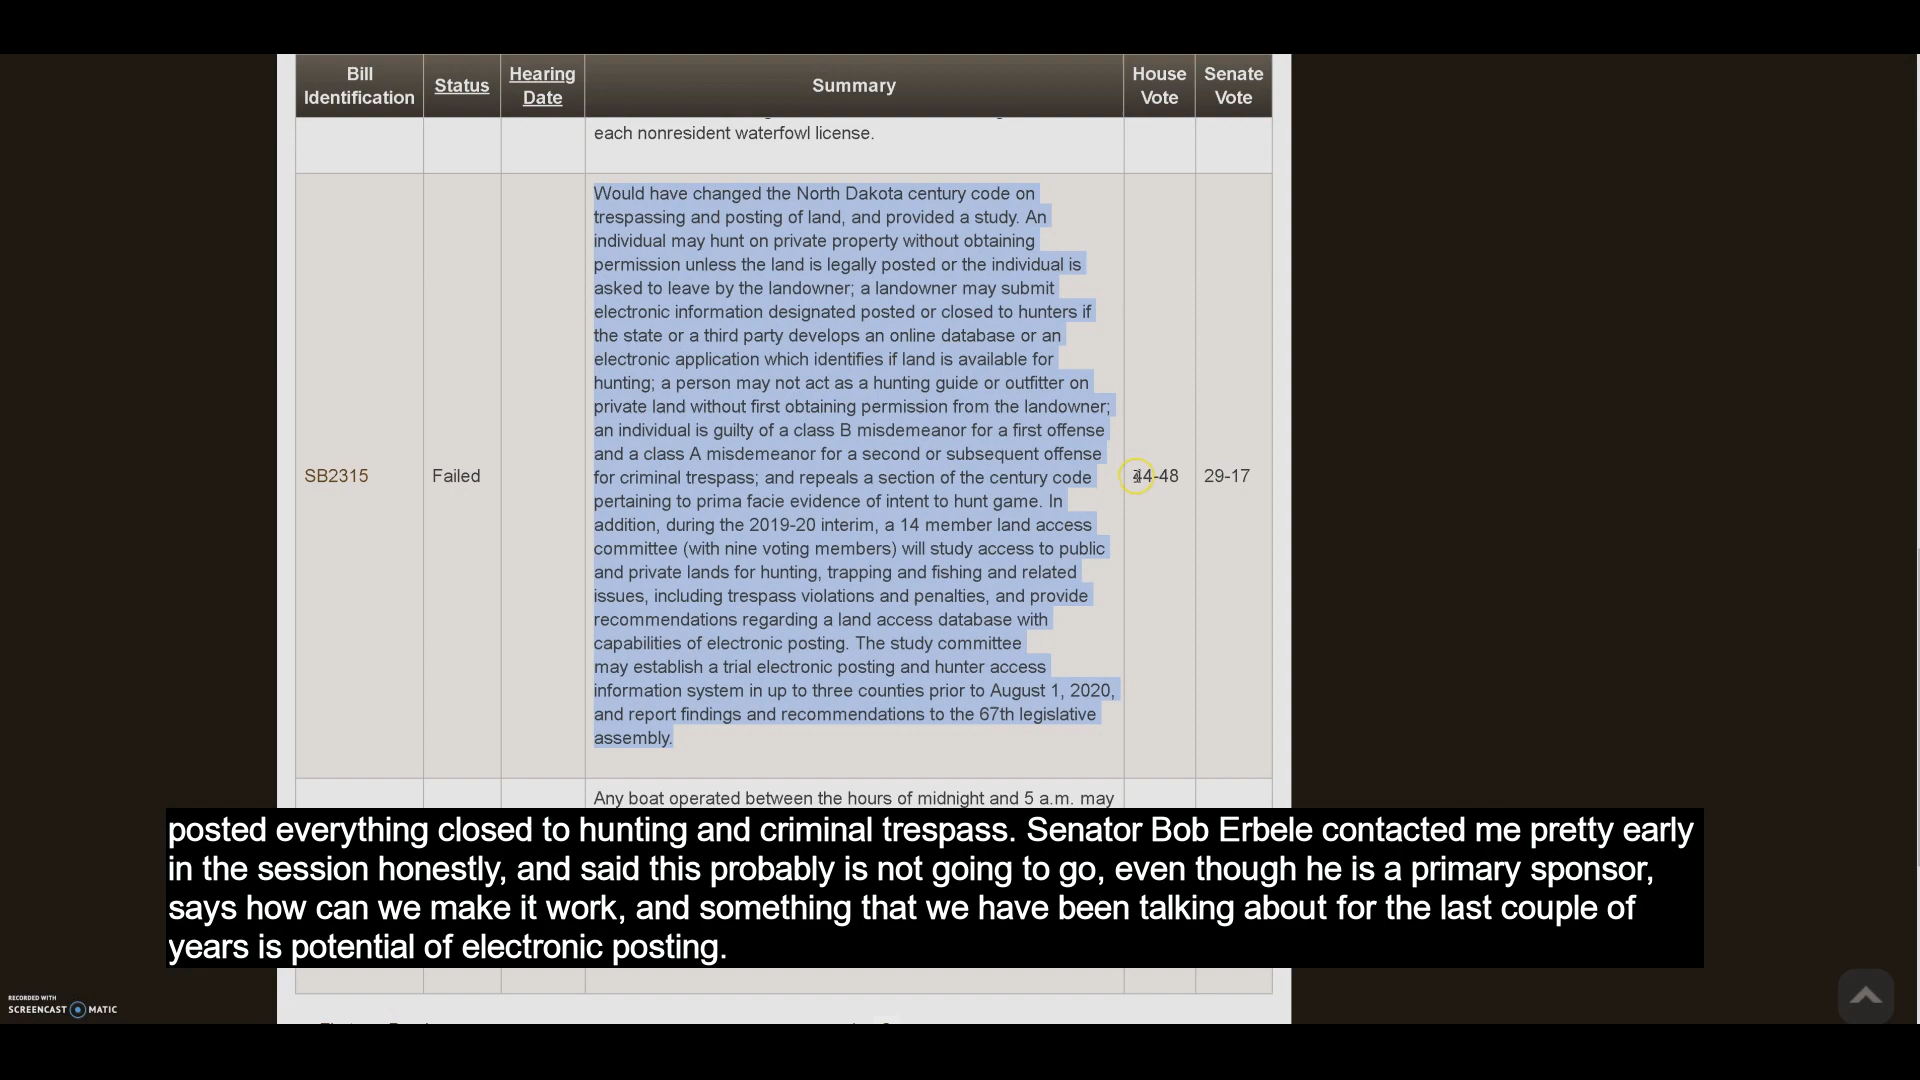 Bill
Identification
Status
Hearing
Date
Summary
House
Vote
Senate
Vote
each nonresident waterfowl license.
SB2315
Failed
Would have changed the North Dakota century code on
trespassing and posting of land, and provided a study. An
individual may hunt on private property without obtaining
permission unless the land is legally posted or the individual is
asked to leave by the landowner; a landowner may submit
electronic information designated posted or closed to hunters if
the state or a third party develops an online database or an
electronic application which identifies if land is available for
hunting; a person may not act as a hunting guide or outfitter on
private land without first obtaining permission from the landowner;
an individual is guilty of a class B misdemeanor for a first offense
and a class A misdemeanor for a second or subsequent offense
for criminal trespass; and repeals a section of the century code
pertaining to prima facie evidence of intent to hunt game. In
addition, during the 2019-20 interim, a 14 member land access
committee (with nine voting members) will study access to public
and private lands for hunting, trapping and fishing and related
issues, including trespass violations and penalties, and provide
recommendations regarding a land access database with
capabilities of electronic posting. The study committee
may establish a trial electronic posting and hunter access
information system in up to three counties prior to August 1, 2020,
and report findings and recommendations to the 67th legislative
assembly.
44-48
29-17
Any boat operated between the hours of midnight and 5 a.m. may
posted everything closed to hunting and criminal trespass. Senator Bob Erbele contacted me pretty early
in the session honestly, and said this probably is not going to go, even though he is a primary sponsor,
says how can we make it work, and something that we have been talking about for the last couple of
years is potential of electronic posting.
RECORDED WITH
SCREENCAST MATIC